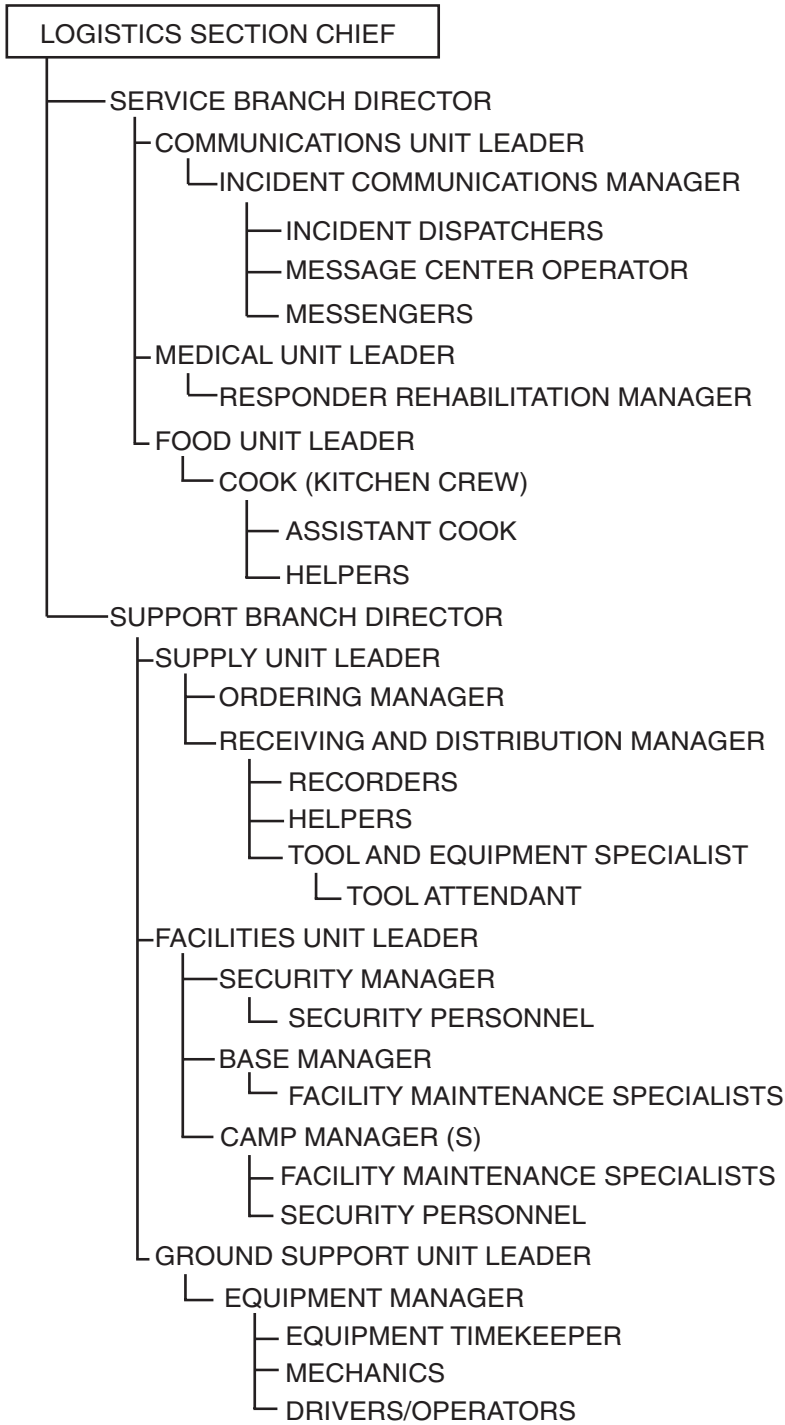 LOGISTICS SECTION CHIEF
SERVICE BRANCH DIRECTOR
COMMUNICATIONS UNIT LEADER
INCIDENT COMMUNICATIONS MANAGER
INCIDENT DISPATCHERS
MESSAGE CENTER OPERATOR
MESSENGERS
MEDICAL UNIT LEADER
RESPONDER REHABILITATION MANAGER
FOOD UNIT LEADER
COOK (KITCHEN CREW)
ASSISTANT COOK
HELPERS
SUPPORT BRANCH DIRECTOR
SUPPLY UNIT LEADER
ORDERING MANAGER
RECEIVING AND DISTRIBUTION MANAGER
RECORDERS
HELPERS
TOOL AND EQUIPMENT SPECIALIST
TOOL ATTENDANT
FACILITIES UNIT LEADER
SECURITY MANAGER
SECURITY PERSONNEL
BASE MANAGER
FACILITY MAINTENANCE SPECIALISTS
CAMP MANAGER (S)
FACILITY MAINTENANCE SPECIALISTS
SECURITY PERSONNEL
GROUND SUPPORT UNIT LEADER
EQUIPMENT MANAGER
EQUIPMENT TIMEKEEPER
MECHANICS
DRIVERS/OPERATORS